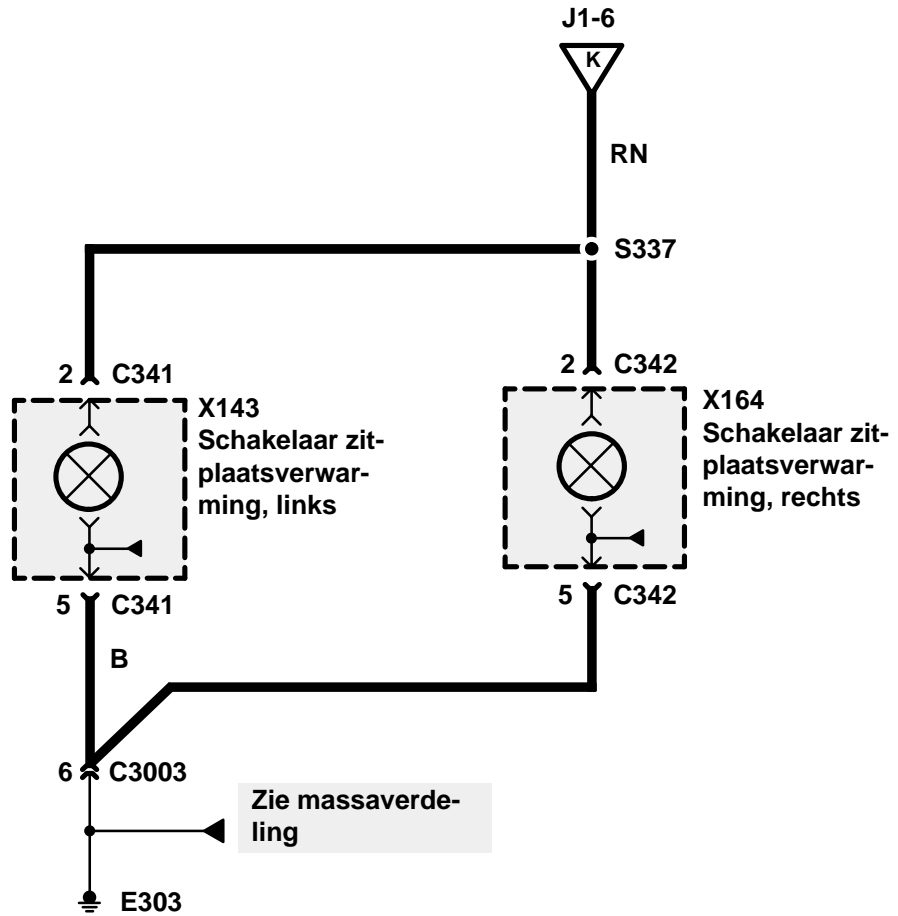 J1-6
K
RN
S337
2 C341
2 C342
X143
Schakelaar zit-
plaatsverwar-
ming, links
X164
Schakelaar zit-
plaatsverwar-
ming, rechts
5 C341
5 C342
B
6 C3003
Zie massaverde-
ling
E303